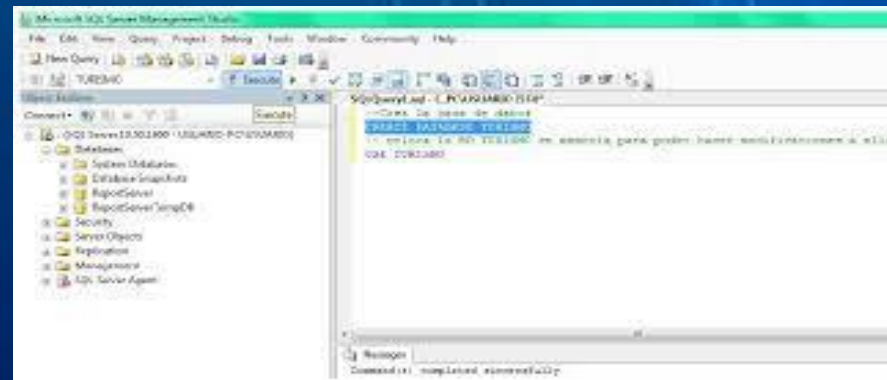 Microsoft SQL Server Management Studio
File Edit View Query Project Debug Tools Window Community Help
New Query
TURISMO Execute
Object Explorer
Connect
Execute
SQLQuery1.sql
--Crea la base de datos
CREATE DATABASE TURISMO
-- coloca la BD TURISMO en memoria para poder hacer modificaciones a
USE TURISMO
Databases
System Databases
Database Snapshots
ReportServer
ReportServerTempDB
Security
Server Objects
Replication
Management
SQL Server Agent
Messages
Command(s) completed successfully